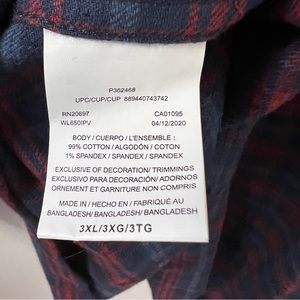 P362468
UPC/CUP/CUP 889440743742
RN20697 CA01095
WL650IPV 04/12/2020
BODY / CUERPO / L'ENSEMBLE :
99% COTTON / ALGODÓN / COTON
1% SPANDEX / SPANDEX / SPANDEX
EXCLUSIVE OF DECORATION/ TRIMMINGS
EXCLUSIVA PARA DECORACIÓN/ ADORNOS
ORNEMENT ET GARNITURE NON COMPRIS
MADE IN / HECHO EN / FABRIQUÉ AU
BANGLADESH/ BANGLADESH/ BANGLADESH
3XL/3XG/3TG